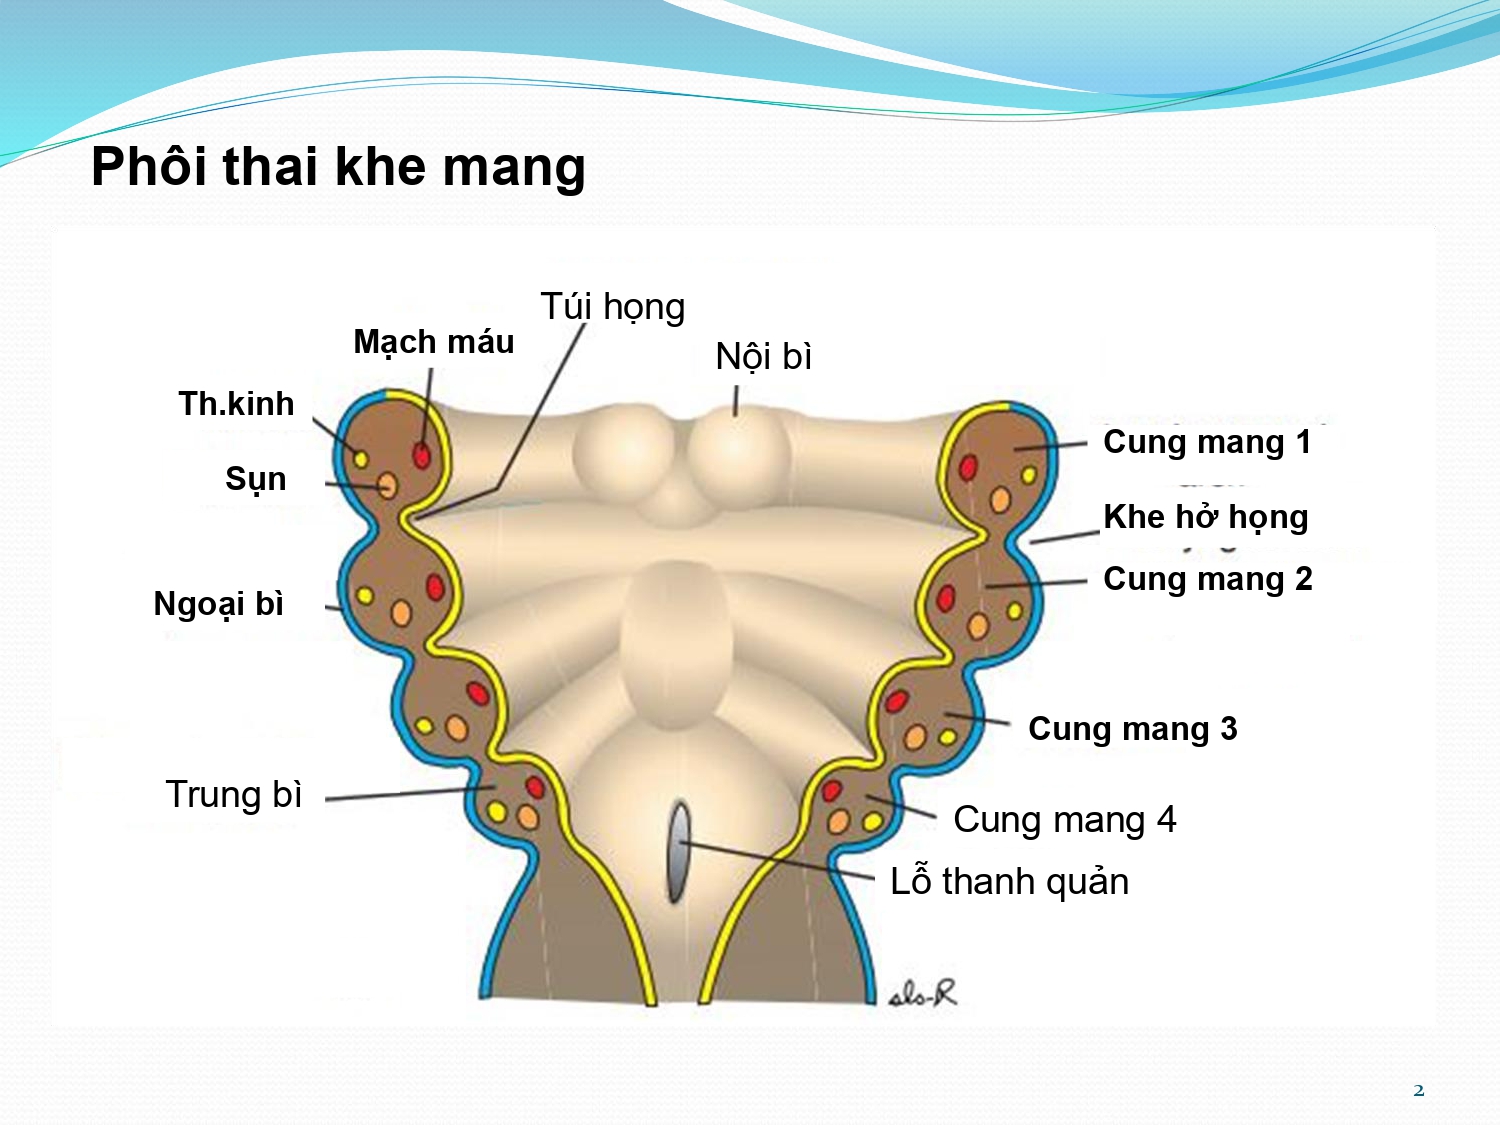 Phôi thai khe mang
Túi họng
Mạch máu
Nội bì
Th.kinh
Cung mang 1
Sụn
Khe hở họng
Cung mang 2
Ngoại bì
Cung mang 3
Trung bì
Cung mang 4
Lỗ thanh quản
2